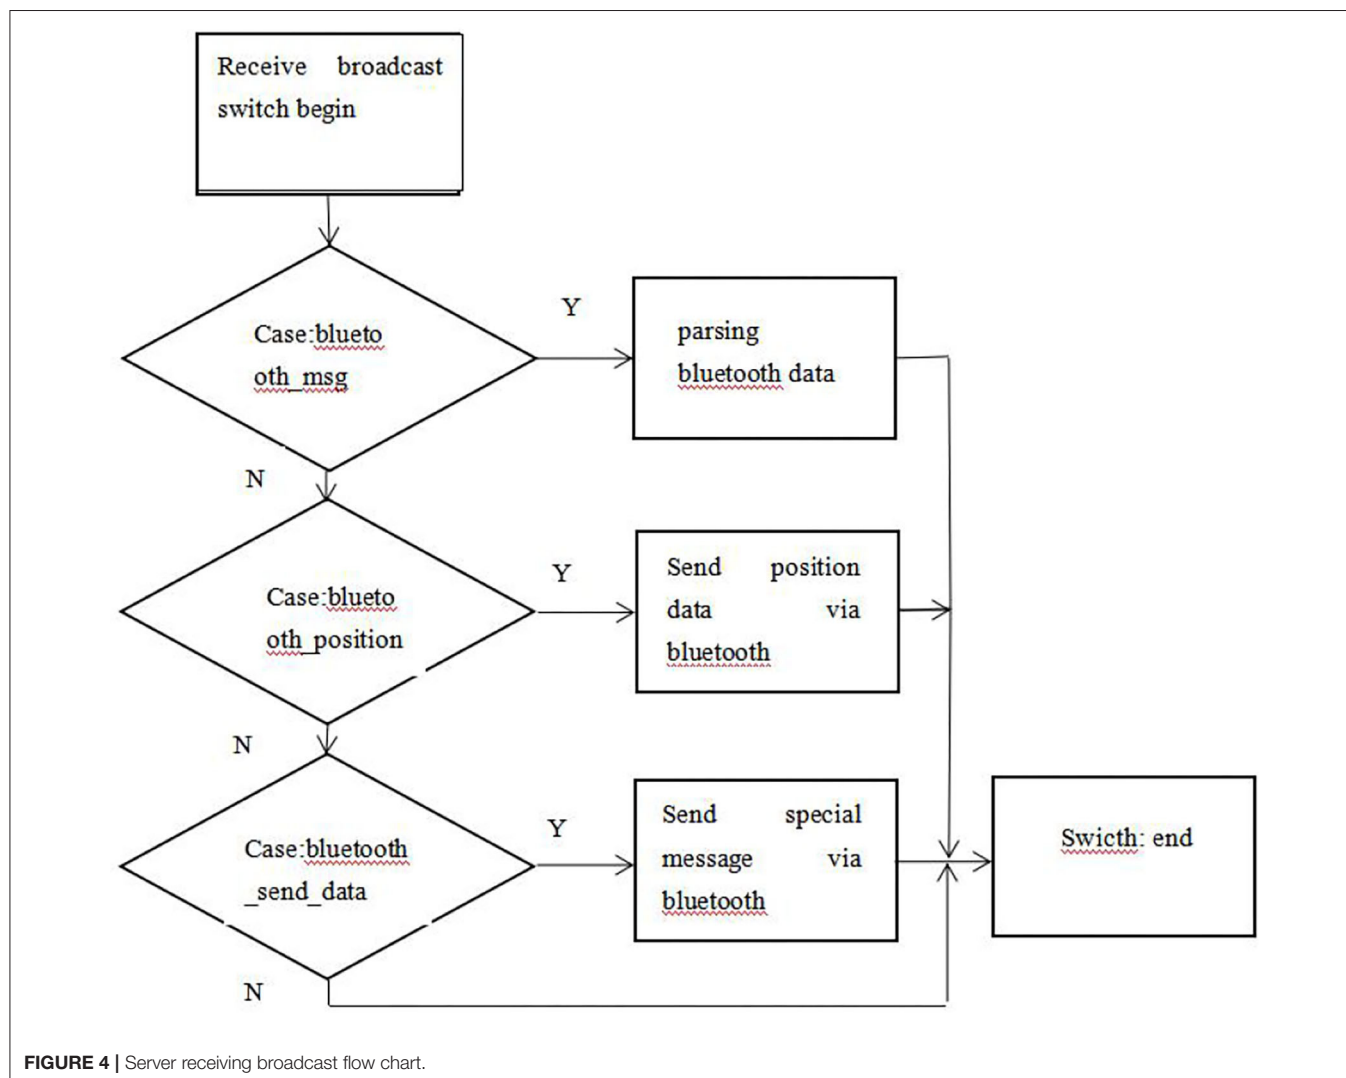 Receive broadcast
switch begin
Case:blueto
oth_msg
Y
parsing
bluetooth data
N
Case:blueto
oth_position
Y
Send position
data via
bluetooth
N
Case:bluetooth
_send_data
Y
Send special
message via
bluetooth
Swicth: end
N
FIGURE 4 | Server receiving broadcast flow chart.